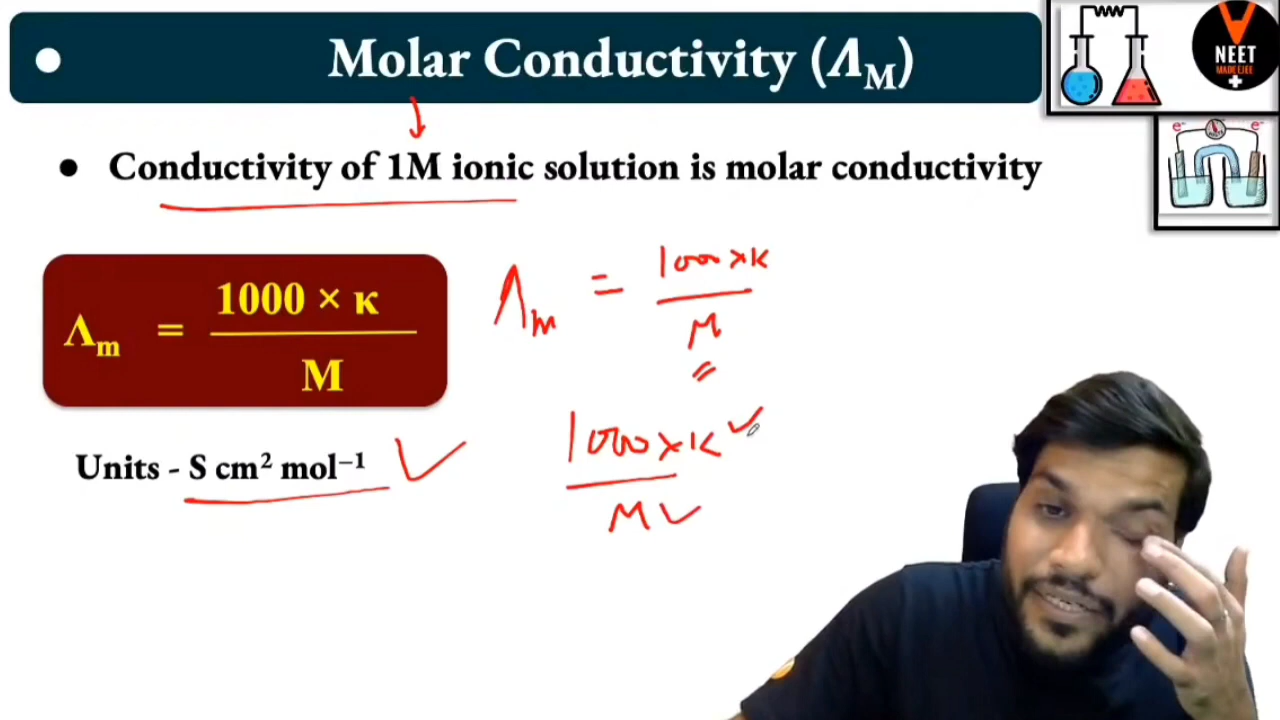 Molar Conductivity (Λ_M)
NEET
MADE EJEE
e⁻ e⁻
● Conductivity of 1M ionic solution is molar conductivity
Λₘ = 1000 × κ / M
Λₘ = 1000 × K / M
Units - S cm² mol⁻¹
1000 × K
M